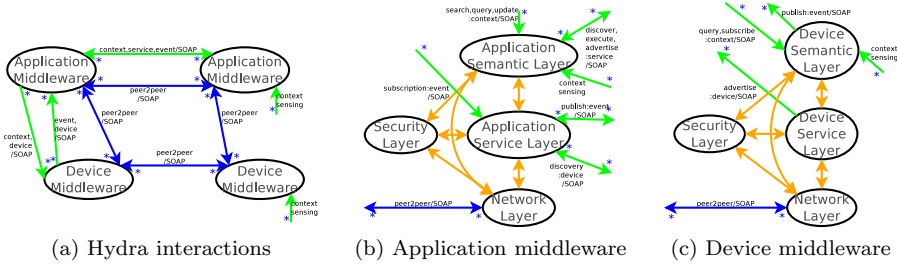 context,service,event/SOAP
*
*
Application
Middleware
Application
Middleware
*
*
*
*
peer2peer
/SOAP
*
*
*
*
context
sensing
context,
device
/SOAP
event,
device
/SOAP
peer2peer
/SOAP
peer2peer
/SOAP
*
*
*
*
peer2peer
/SOAP
*
*
Device
Middleware
Device
Middleware
context
sensing
*
(a) Hydra interactions
search,query,update
:context/SOAP
*
*
discover,
execute,
advertise
:service
/SOAP
*
Application
Semantic Layer
*
context
sensing
subscription:event
/SOAP
publish:event
/SOAP
*
*
Security
Layer
Application
Service Layer
discovery
:device
/SOAP
*
*
peer2peer/SOAP
*
*
Network
Layer
(b) Application middleware
publish:event/SOAP
*
*
query,subscribe
:context/SOAP
*
Device
Semantic
Layer
context
sensing
*
*
advertise
:device/SOAP
Security
Layer
Device
Service
Layer
peer2peer/SOAP
*
*
Network
Layer
(c) Device middleware